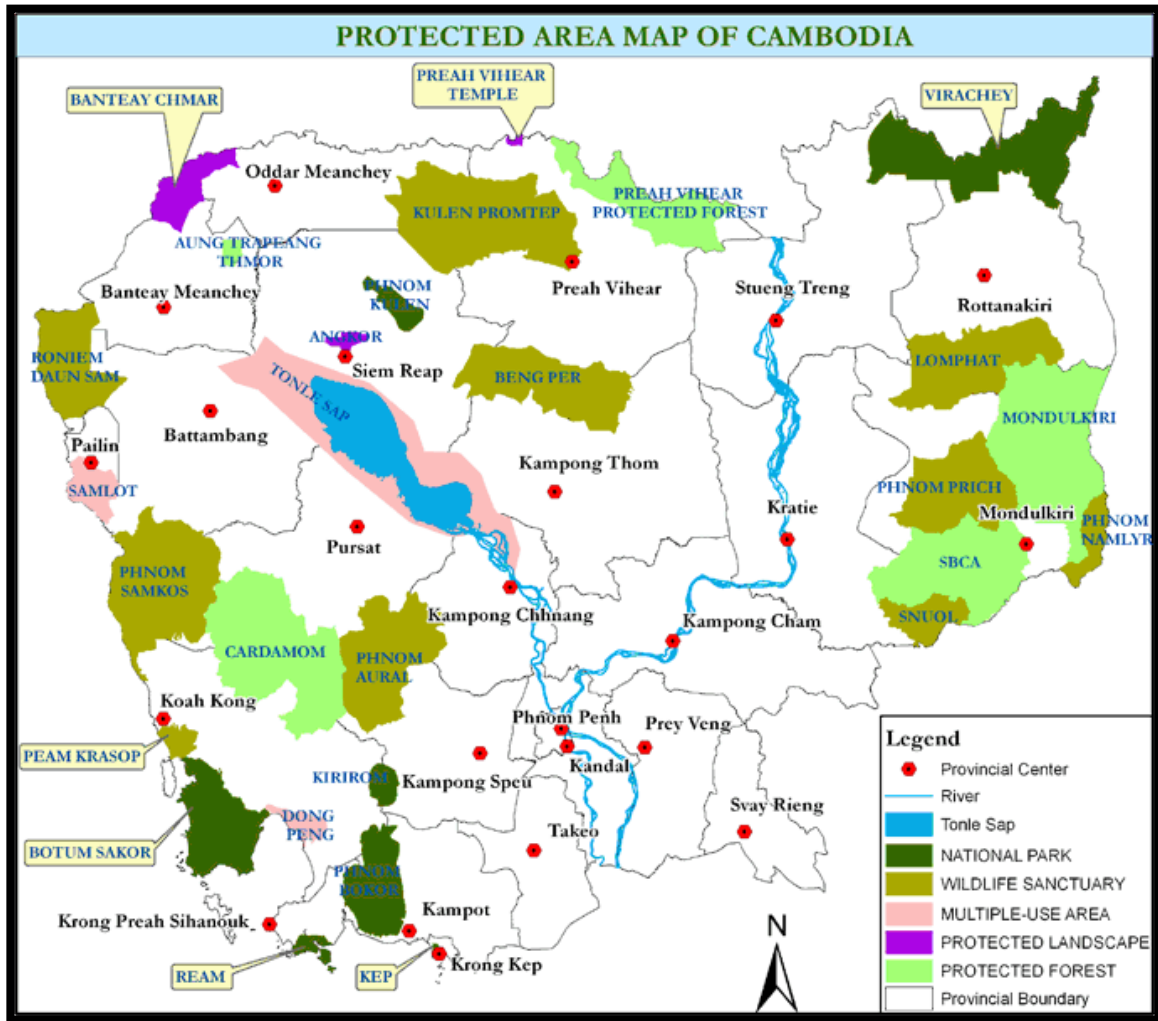 PROTECTED AREA MAP OF CAMBODIA
PREAH VIHEAR
TEMPLE
BANTEAY CHMAR
VIRACHEY
Oddar Meanchey
KULEN PROMTEP
PREAH VIHEAR
PROTECTED FOREST
AUNG TRAPEANG
THMOR
Banteay Meanchey
PHNOM
KULEN
Preah Vihear
Stueng Treng
Rottanakiri
RONIEM
DAUN SAM
ANGKOR
Siem Reap
TONLE SAP
BENG PER
LOMPHAT
MONDULKIRI
Battambang
Pailin
SAMLOT
Kampong Thom
PHNOM PRICH
Kratie
Mondulkiri
PHNOM
NAMLYR
Pursat
SBCA
PHNOM
SAMKOS
SNUOL
Kampong Chhnang
Kampong Cham
CARDAMOM
PHNOM
AURAL
Koah Kong
Phnom Penh
Prey Veng
PEAM KRASOP
KIRIROM
Kampong Speu
Kandal
DONG
PENG
Takeo
Svay Rieng
BOTUM SAKOR
PHNOM
BOKOR
Kampot
Krong Preah Sihanouk
REAM
KEP
Krong Kep
N
Legend
Provincial Center
River
Tonle Sap
NATIONAL PARK
WILDLIFE SANCTUARY
MULTIPLE-USE AREA
PROTECTED LANDSCAPE
PROTECTED FOREST
Provincial Boundary